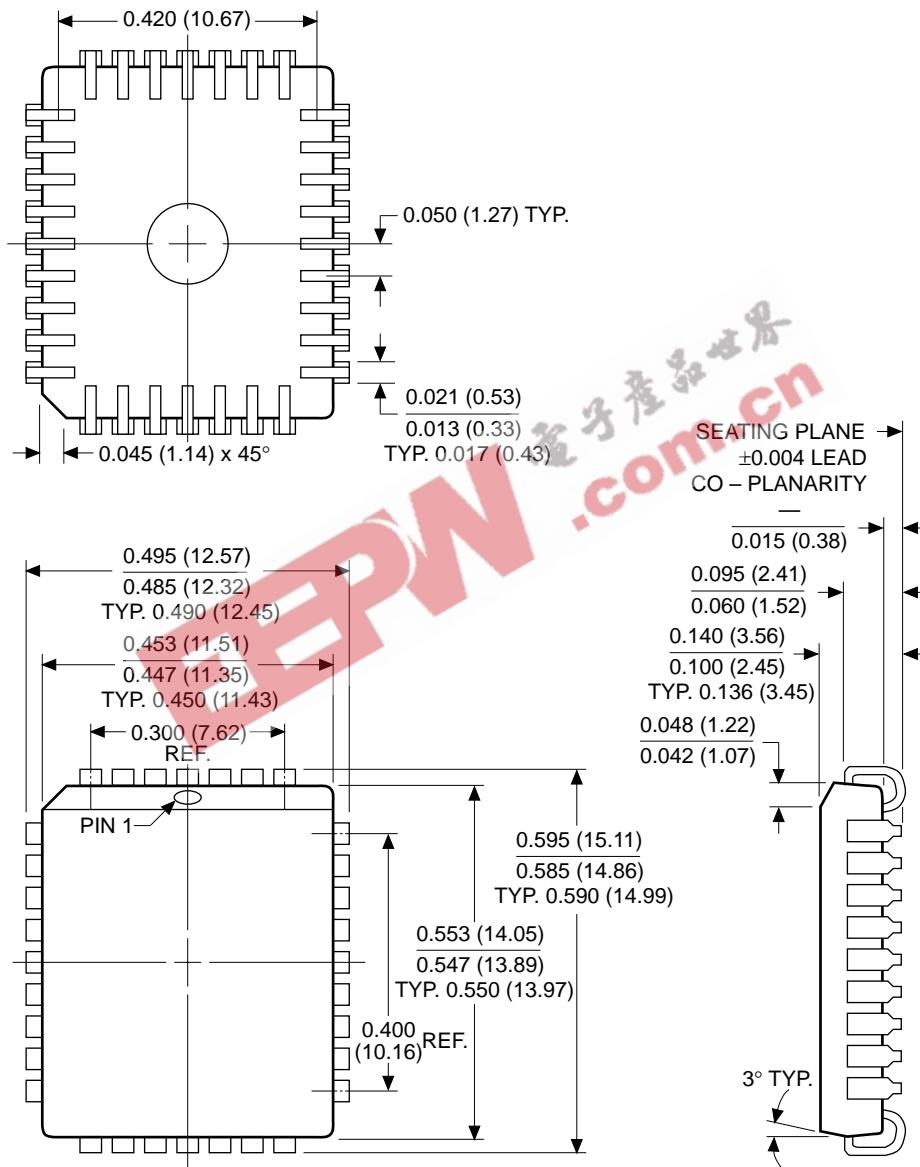 0.420 (10.67)
0.050 (1.27) TYP.
0.021 (0.53)
0.013 (0.33)
TYP. 0.017 (0.43)
0.045 (1.14) x 45°
電子產品世界
EEPW
.com.cn
SEATING PLANE
±0.004 LEAD
CO – PLANARITY
—
0.015 (0.38)
0.095 (2.41)
0.060 (1.52)
0.140 (3.56)
0.100 (2.45)
TYP. 0.136 (3.45)
0.048 (1.22)
0.042 (1.07)
0.495 (12.57)
0.485 (12.32)
TYP. 0.490 (12.45)
0.453 (11.51)
0.447 (11.35)
TYP. 0.450 (11.43)
0.300 (7.62)
REF.
PIN 1
0.595 (15.11)
0.585 (14.86)
TYP. 0.590 (14.99)
0.553 (14.05)
0.547 (13.89)
TYP. 0.550 (13.97)
0.400
(10.16) REF.
3° TYP.